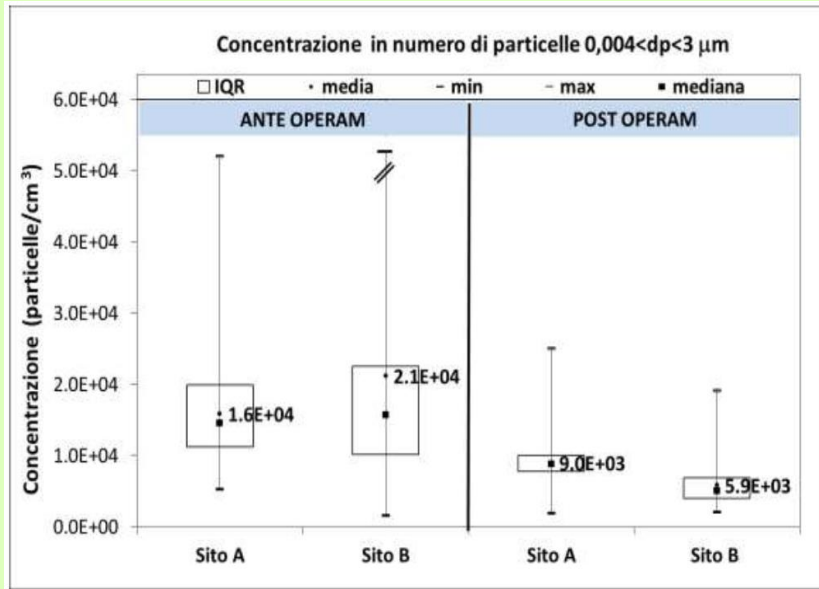 Concentrazione in numero di particelle 0,004<dp<3 µm
IQR media min max mediana
ANTE OPERAM POST OPERAM
Concentrazione (particelle/cm³)
6.0E+04
5.0E+04
4.0E+04
3.0E+04
2.0E+04
1.0E+04
0.0E+00
1.6E+04
2.1E+04
9.0E+03
5.9E+03
Sito A Sito B Sito A Sito B